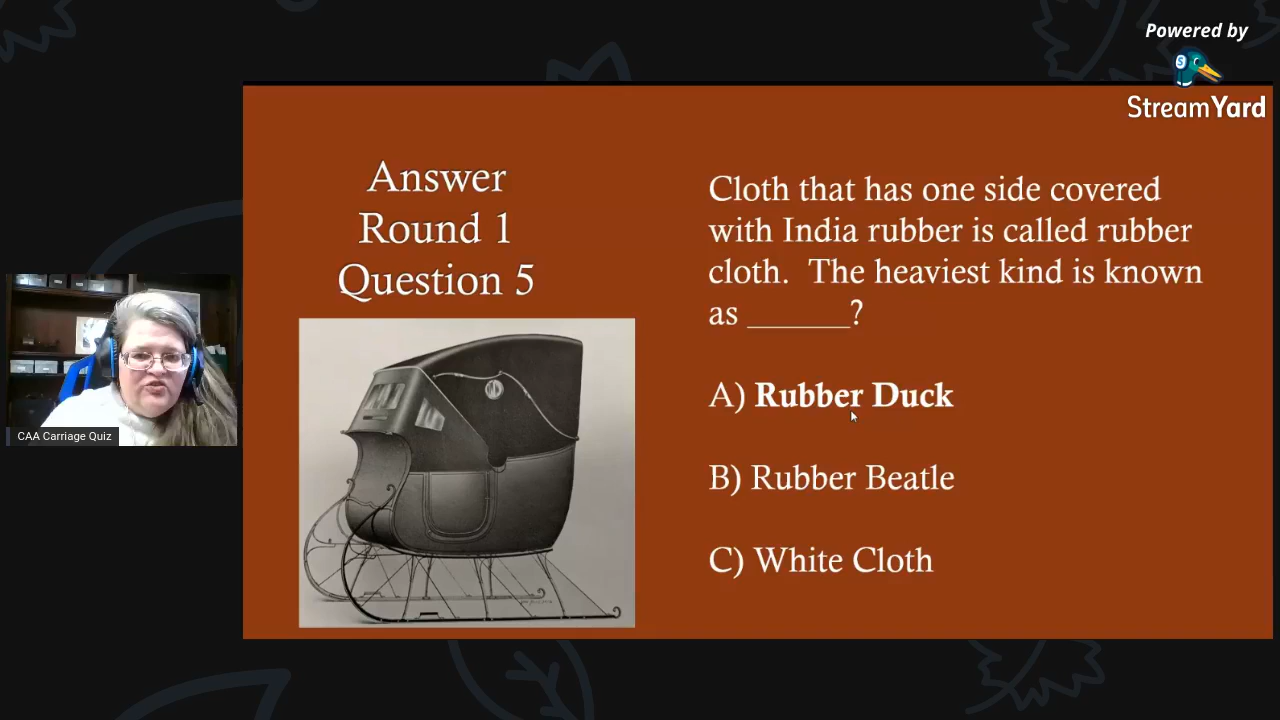 Powered by
StreamYard
Answer
Round 1
Question 5
Cloth that has one side covered
with India rubber is called rubber
cloth. The heaviest kind is known
as ______?
A) Rubber Duck
B) Rubber Beatle
C) White Cloth
CAA Carriage Quiz